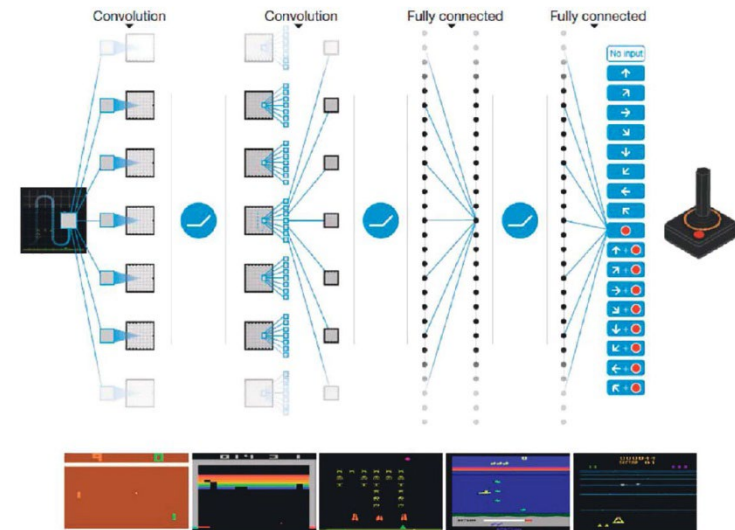 Convolution
Convolution
Fully connected
Fully connected
No input
+
+
+
+
+
+
+
+